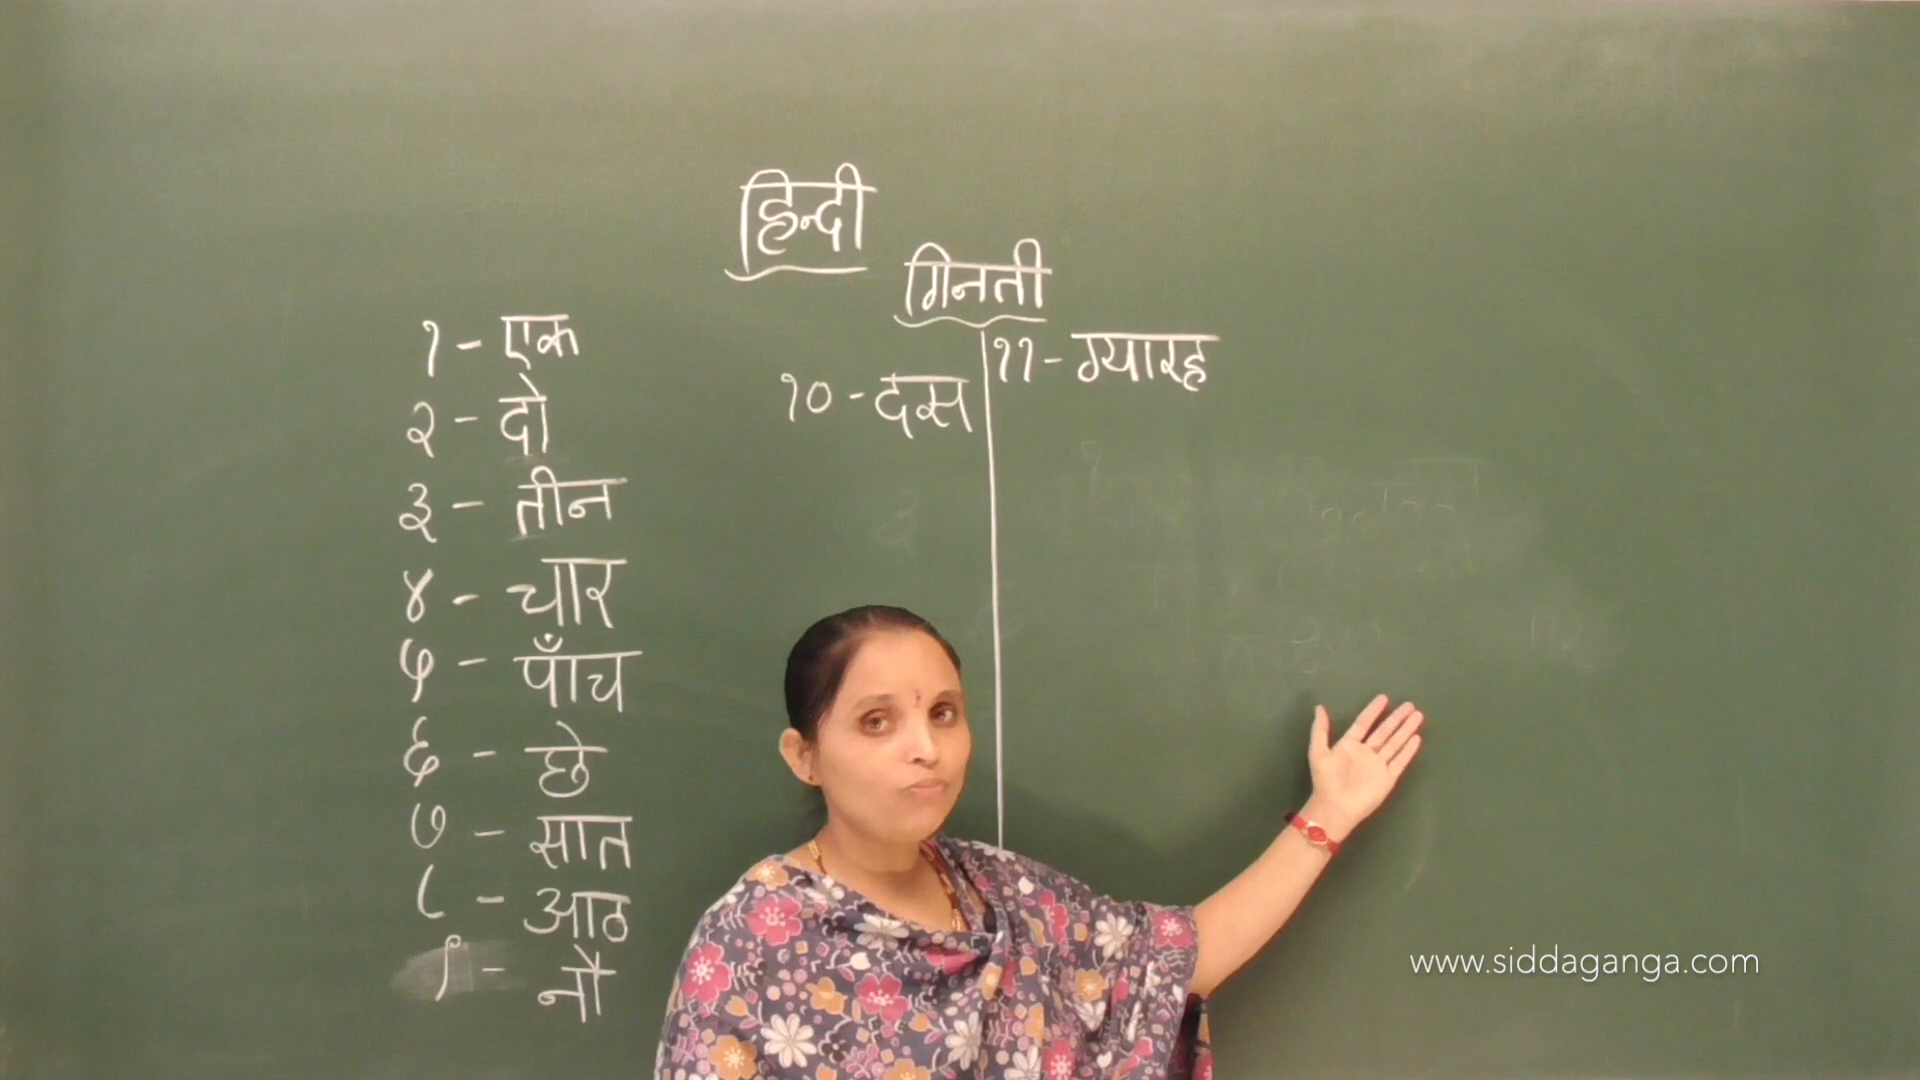 हिन्दी
गिनती
१ - एक
२ - दो
३ - तीन
४ - चार
५ - पाँच
६ - छे
७ - सात
८ - आठ
९ - नौ
१० - दस
११ - ग्यारह
www.siddaganga.com